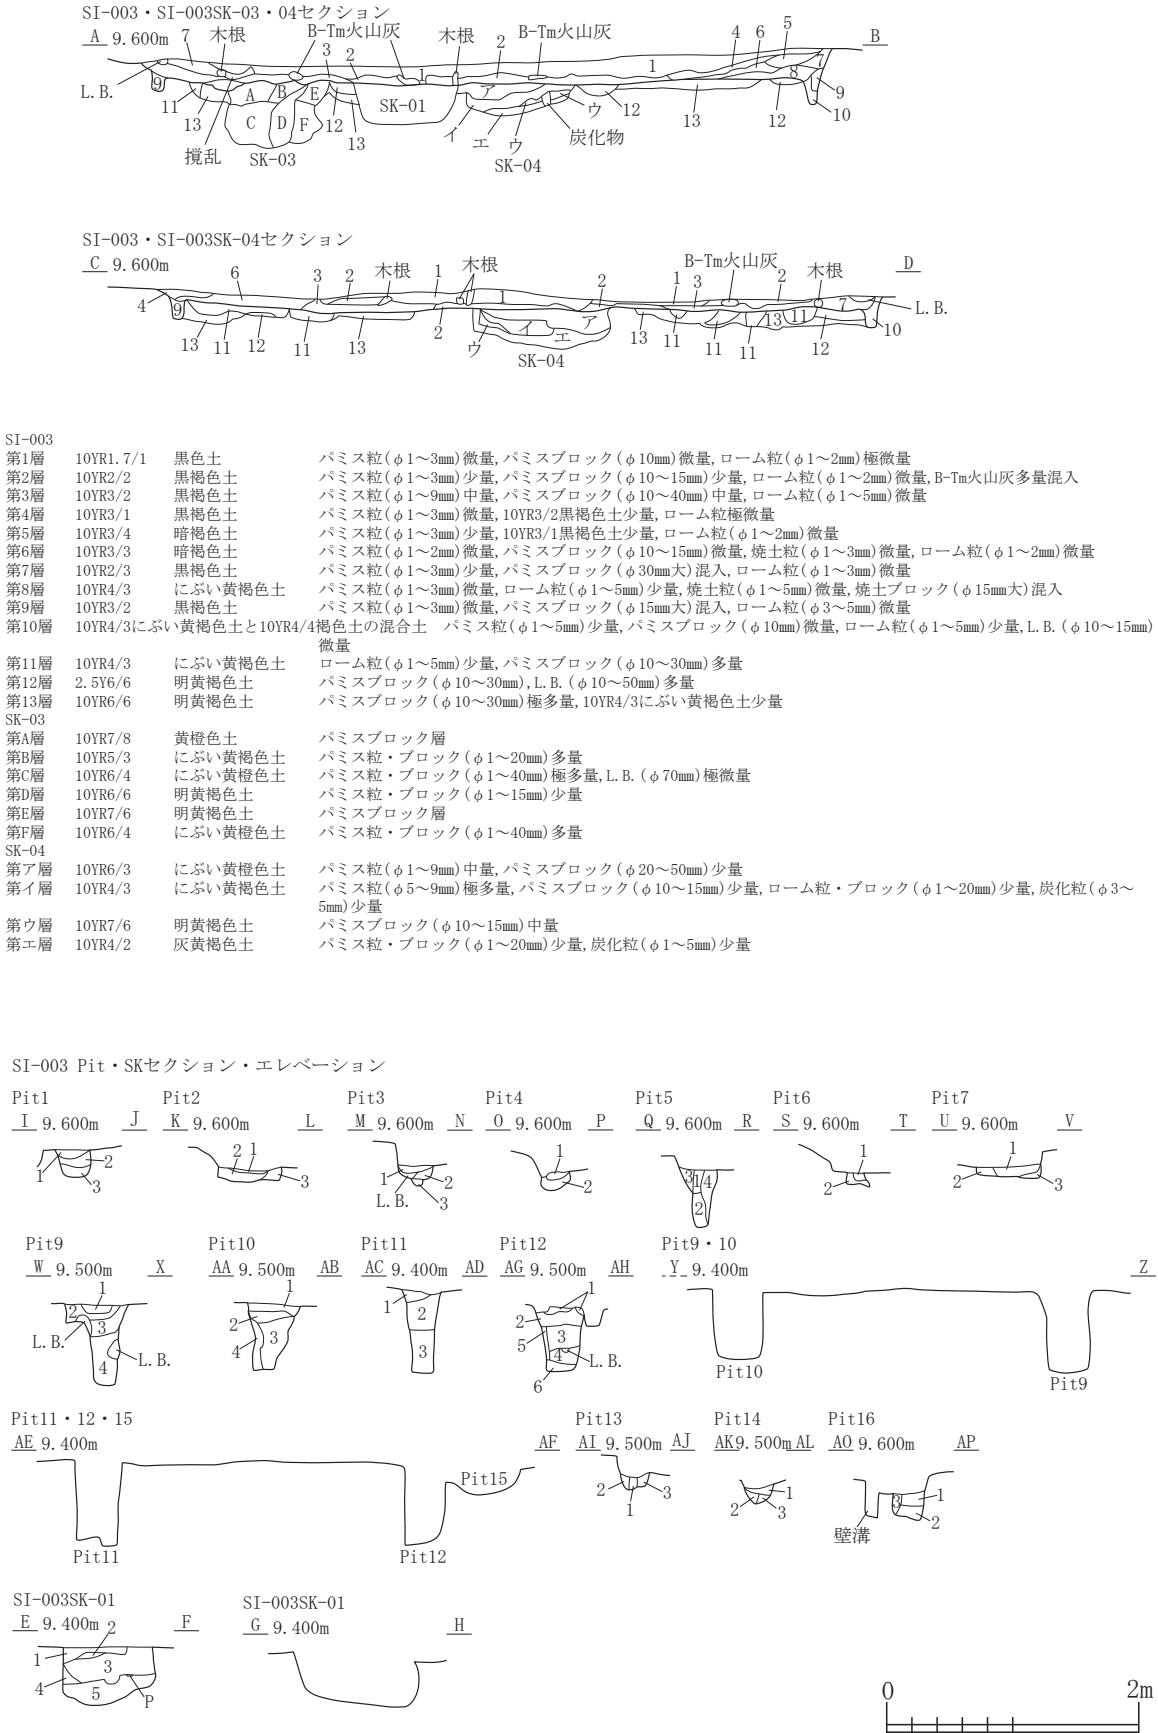 SI-003・SI-003SK-03・04セクション
A 9.600m 7 木根 B-Tm火山灰 3 2 木根 2 B-Tm火山灰 1 4 6 5 B
L.B. 9 11 13 撹乱 A B C D E F SK-03 12 13 1 SK-01 ア イ エ ウ ウ 炭化物 SK-04 12 13 12 8 7 9 10
SI-003・SI-003SK-04セクション
C 9.600m 6 3 2 木根 1 木根 1 2 1 3 B-Tm火山灰 2 木根 D
4 9 13 11 12 11 13 2 ウ イ エ ア SK-04 13 11 11 11 13 11 12 7 10 L.B.
SI-003
第1層 10YR1.7/1 黒色土 パミス粒(φ1～3mm)微量,パミスブロック(φ10mm)微量,ローム粒(φ1～2mm)極微量
第2層 10YR2/2 黒褐色土 パミス粒(φ1～3mm)少量,パミスブロック(φ10～15mm)少量,ローム粒(φ1～2mm)微量,B-Tm火山灰多量混入
第3層 10YR3/2 黒褐色土 パミス粒(φ1～9mm)中量,パミスブロック(φ10～40mm)中量,ローム粒(φ1～5mm)微量
第4層 10YR3/1 黒褐色土 パミス粒(φ1～3mm)微量,10YR3/2黒褐色土少量,ローム粒極微量
第5層 10YR3/4 暗褐色土 パミス粒(φ1～3mm)少量,10YR3/1黒褐色土少量,ローム粒(φ1～2mm)微量
第6層 10YR3/3 暗褐色土 パミス粒(φ1～2mm)微量,パミスブロック(φ10～15mm)微量,焼土粒(φ1～3mm)微量,ローム粒(φ1～2mm)微量
第7層 10YR2/3 黒褐色土 パミス粒(φ1～3mm)少量,パミスブロック(φ30mm大)混入,ローム粒(φ1～3mm)微量
第8層 10YR4/3 にぶい黄褐色土 パミス粒(φ1～3mm)微量,ローム粒(φ1～5mm)少量,焼土粒(φ1～5mm)微量,焼土ブロック(φ15mm大)混入
第9層 10YR3/2 黒褐色土 パミス粒(φ1～3mm)微量,パミスブロック(φ15mm大)混入,ローム粒(φ3～5mm)微量
第10層 10YR4/3にぶい黄褐色土と10YR4/4褐色土の混合土 パミス粒(φ1～5mm)少量,パミスブロック(φ10mm)微量,ローム粒(φ1～5mm)少量,L.B.(φ10～15mm)
微量
第11層 10YR4/3 にぶい黄褐色土 ローム粒(φ1～5mm)少量,パミスブロック(φ10～30mm)多量
第12層 2.5Y6/6 明黄褐色土 パミスブロック(φ10～30mm),L.B.(φ10～50mm)多量
第13層 10YR6/6 明黄褐色土 パミスブロック(φ10～30mm)極多量,10YR4/3にぶい黄褐色土少量
SK-03
第A層 10YR7/8 黄橙色土 パミスブロック層
第B層 10YR5/3 にぶい黄褐色土 パミス粒・ブロック(φ1～20mm)多量
第C層 10YR6/4 にぶい黄橙色土 パミス粒・ブロック(φ1～40mm)極多量,L.B.(φ70mm)極微量
第D層 10YR6/6 明黄褐色土 パミス粒・ブロック(φ1～15mm)少量
第E層 10YR7/6 明黄褐色土 パミスブロック層
第F層 10YR6/4 にぶい黄橙色土 パミス粒・ブロック(φ1～40mm)多量
SK-04
第ア層 10YR6/3 にぶい黄橙色土 パミス粒(φ1～9mm)中量,パミスブロック(φ20～50mm)少量
第イ層 10YR4/3 にぶい黄褐色土 パミス粒(φ5～9mm)極多量,パミスブロック(φ10～15mm)少量,ローム粒・ブロック(φ1～20mm)少量,炭化粒(φ3～
5mm)少量
第ウ層 10YR7/6 明黄褐色土 パミスブロック(φ10～15mm)中量
第エ層 10YR4/2 灰黄褐色土 パミス粒・ブロック(φ1～20mm)少量,炭化粒(φ1～5mm)少量
SI-003 Pit・SKセクション・エレベーション
Pit1 Pit2 Pit3 Pit4 Pit5 Pit6 Pit7
I 9.600m J K 9.600m L M 9.600m N O 9.600m P Q 9.600m R S 9.600m T U 9.600m V
1 2 3 2 1 3 1 L.B. 2 3 1 2 3 1 4 2 1 2 1 2 3
Pit9 Pit10 Pit11 Pit12 Pit9・10
W 9.500m X AA 9.500m AB AC 9.400m AD AG 9.500m AH Y 9.400m Z
1 2 3 L.B. 4 L.B. 1 2 3 4 1 2 3 1 2 3 5 4 L.B. 6 Pit10 Pit9
Pit11・12・15 Pit13 Pit14 Pit16
AE 9.400m AF AI 9.500m AJ AK9.500m AL AO 9.600m AP
Pit11 Pit12 Pit15 2 1 3 2 1 3 壁溝 3 1 2
SI-003SK-01 SI-003SK-01
E 9.400m 2 F G 9.400m H
1 3 4 5 P
0 2m